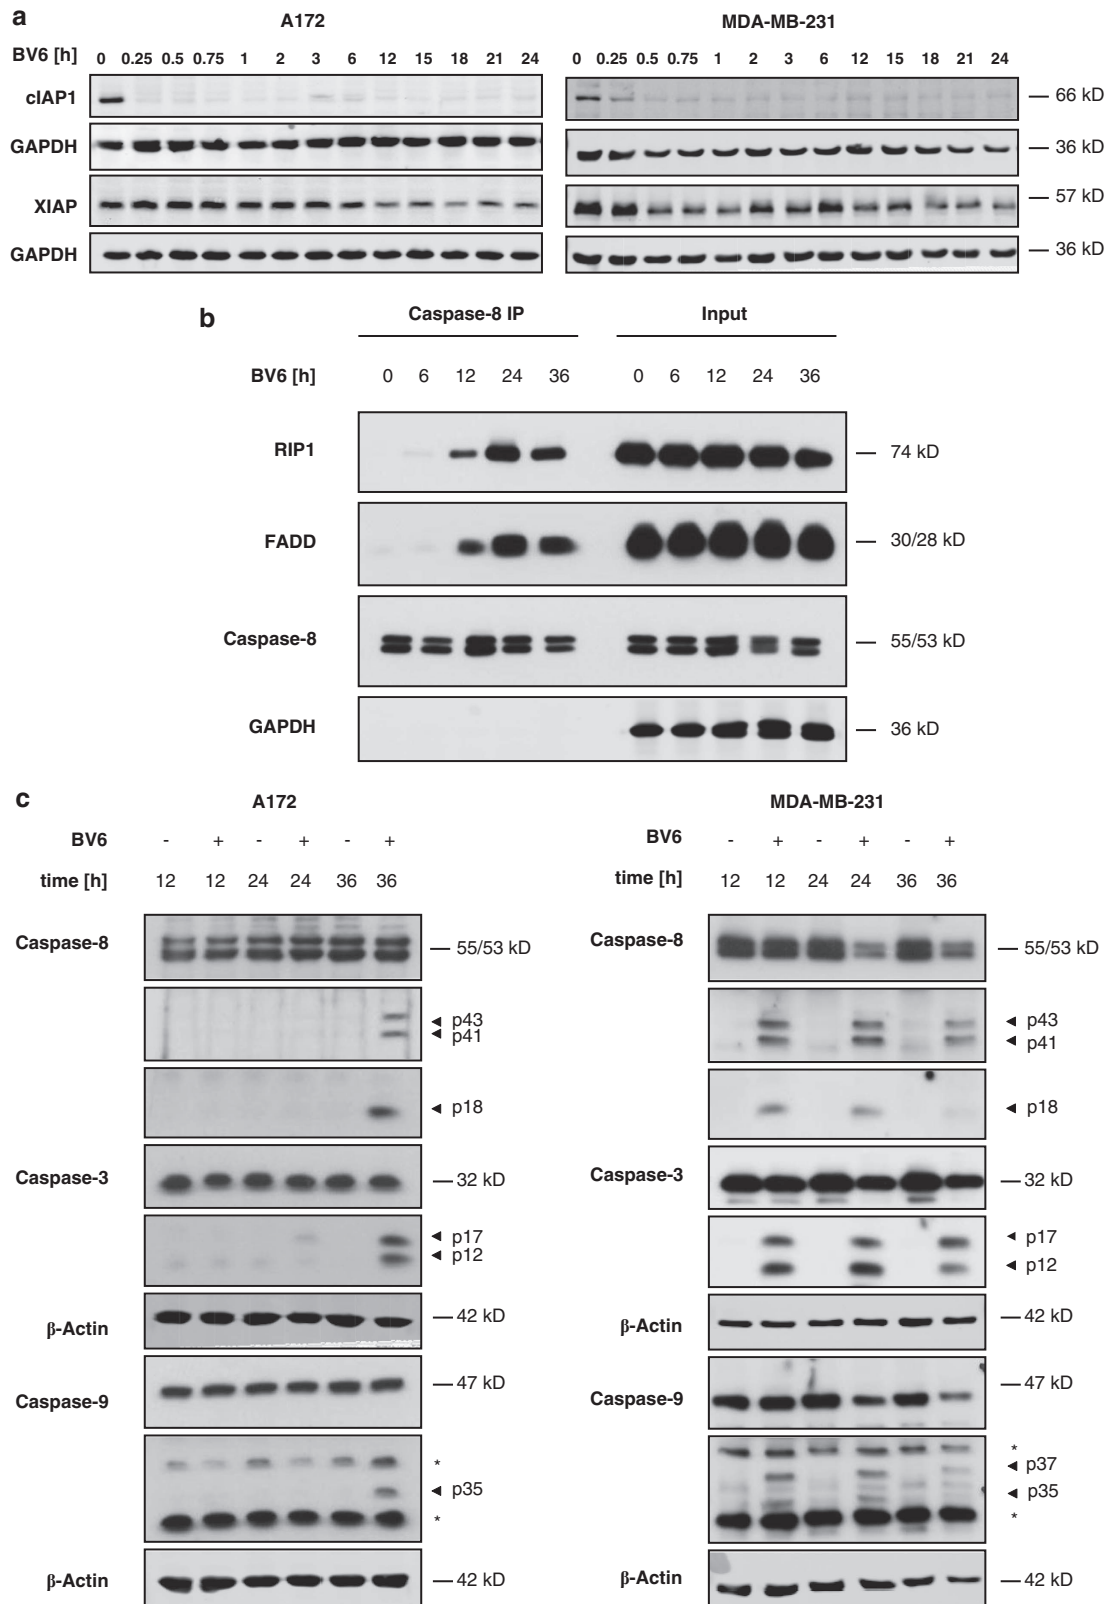 a
A172
MDA-MB-231
BV6 [h]
0 0.25 0.5 0.75 1 2 3 6 12 15 18 21 24
0 0.25 0.5 0.75 1 2 3 6 12 15 18 21 24
cIAP1
66 kD
GAPDH
36 kD
XIAP
57 kD
GAPDH
36 kD
b
Caspase-8 IP
Input
BV6 [h]
0 6 12 24 36
0 6 12 24 36
RIP1
74 kD
FADD
30/28 kD
Caspase-8
55/53 kD
GAPDH
36 kD
c
A172
BV6
- + - + - +
time [h]
12 12 24 24 36 36
Caspase-8
55/53 kD
p43
p41
p18
Caspase-3
32 kD
p17
p12
β-Actin
42 kD
Caspase-9
47 kD
*
p35
*
β-Actin
42 kD
MDA-MB-231
BV6
- + - + - +
time [h]
12 12 24 24 36 36
Caspase-8
55/53 kD
p43
p41
p18
Caspase-3
32 kD
p17
p12
β-Actin
42 kD
Caspase-9
47 kD
*
p37
p35
*
β-Actin
42 kD